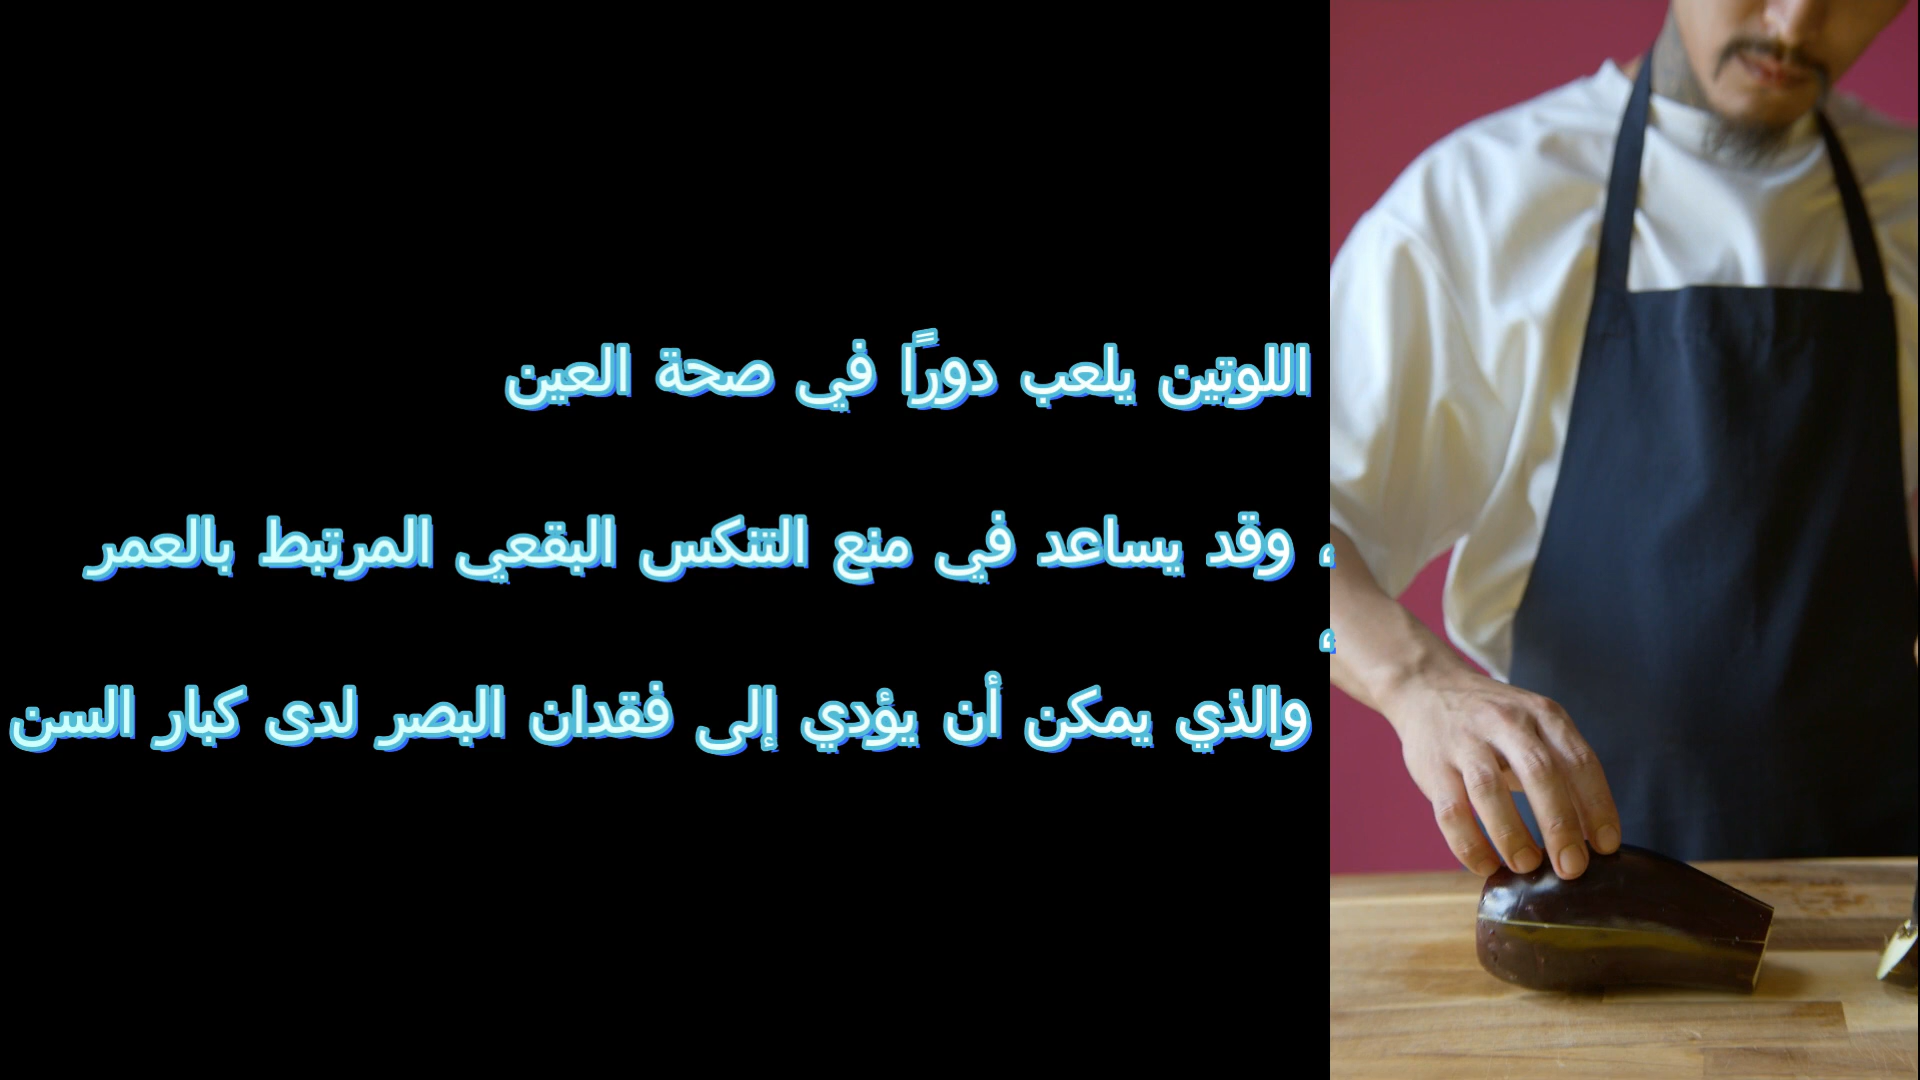 اللوتين يلعب دورًا في صحة العين
، وقد يساعد في منع التنكس البقعي المرتبط بالعمر
،
والذي يمكن أن يؤدي إلى فقدان البصر لدى كبار السن